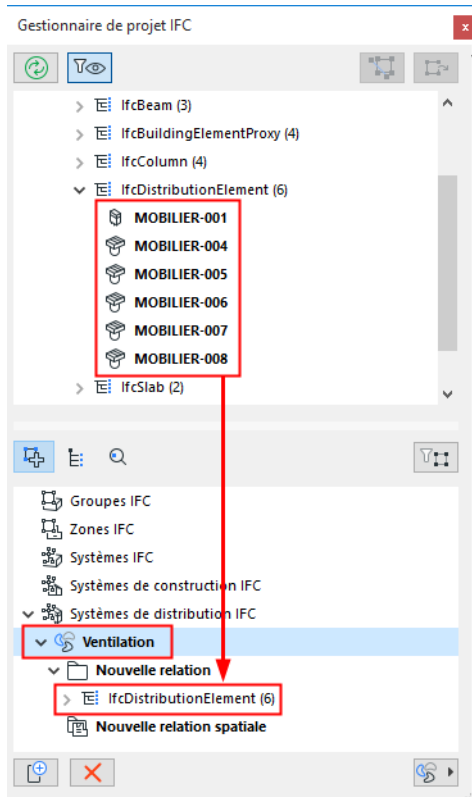 Gestionnaire de projet IFC
x
IfcBeam (3)
IfcBuildingElementProxy (4)
IfcColumn (4)
IfcDistributionElement (6)
MOBILIER-001
MOBILIER-004
MOBILIER-005
MOBILIER-006
MOBILIER-007
MOBILIER-008
IfcSlab (2)
Groupes IFC
Zones IFC
Systèmes IFC
Systèmes de construction IFC
Systèmes de distribution IFC
Ventilation
Nouvelle relation
IfcDistributionElement (6)
Nouvelle relation spatiale